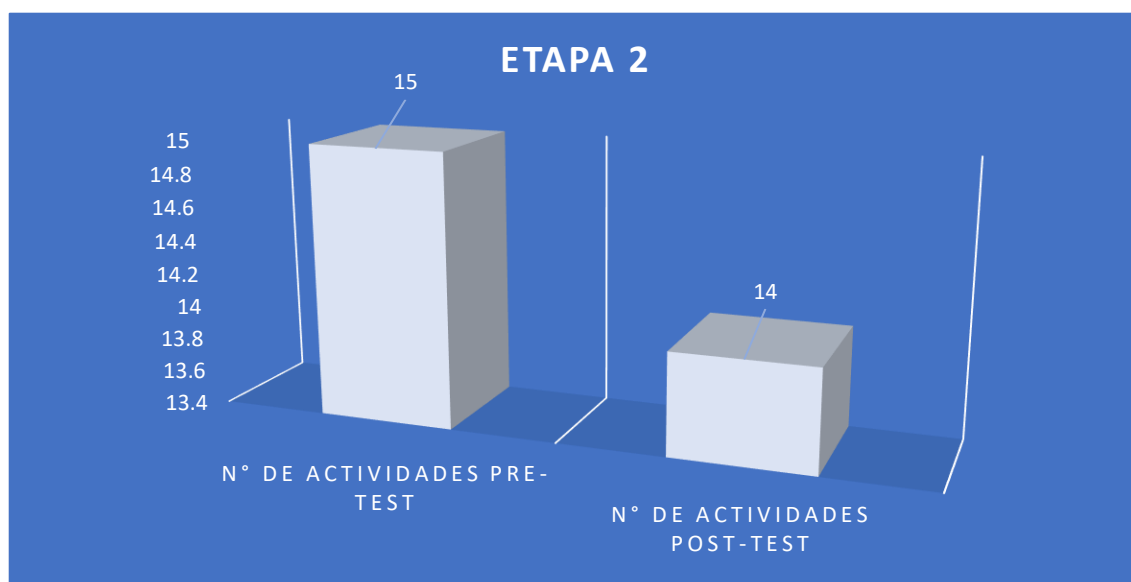 ETAPA 2
15
15
14.8
14.6
14.4
14.2
14
13.8
13.6
13.4
14
N° DE ACTIVIDADES PRE-
TEST
N° DE ACTIVIDADES
POST-TEST